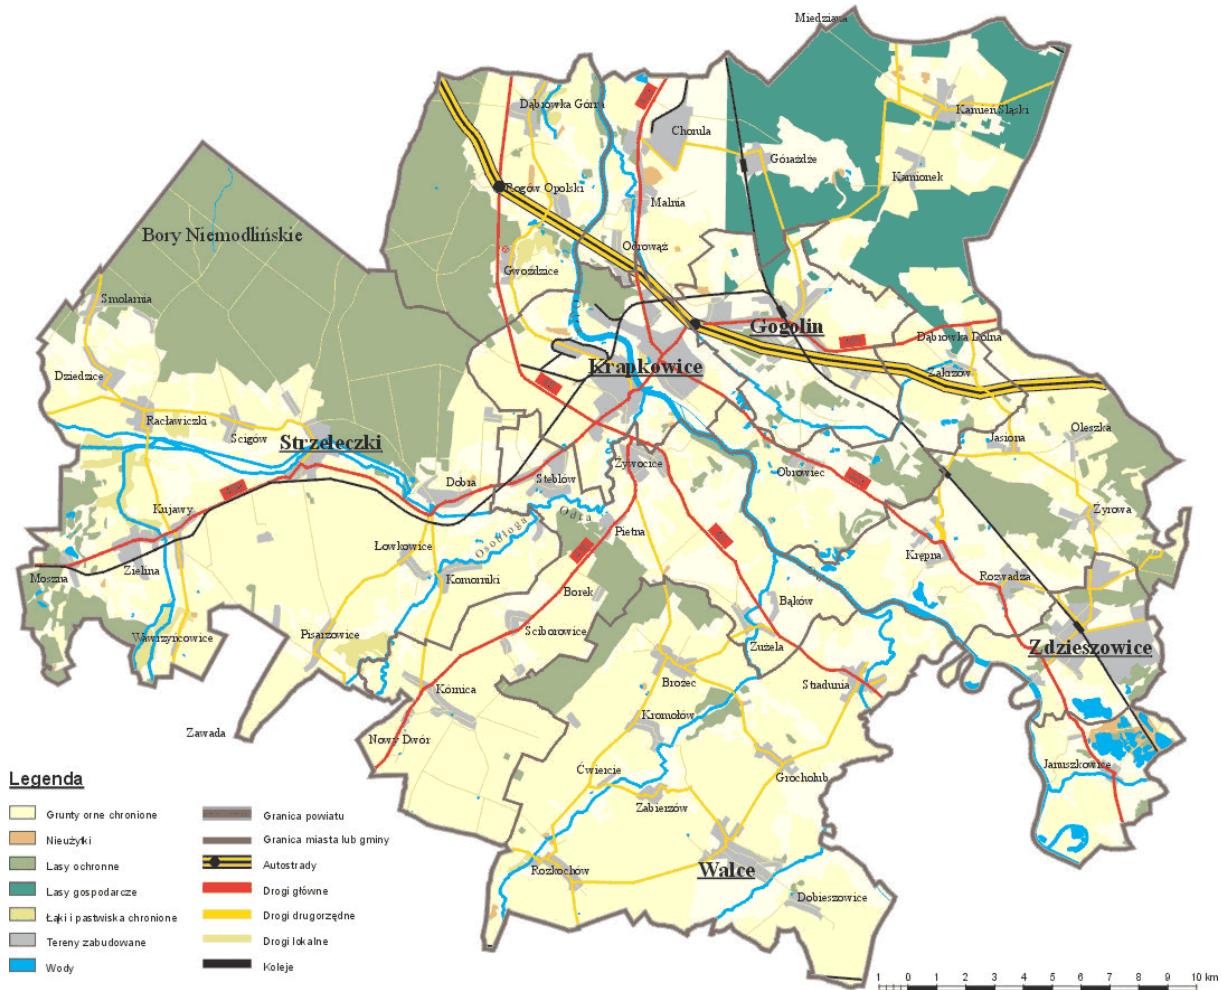 Miedziana
Dąbrowka Górna
Kamień Śląski
Chorula
Górażdże
Kamionek
Rogów Opolski
Malnia
Bory Niemodlińskie
Odrowąż
Gwoździce
Smolarnia
Gogolin
Dąbrowka Dolna
Krapkowice
Zakrzów
Dziedzice
Racławiczki
Ścigów
Strzeleczki
Oleszka
Jasiona
Żywocice
Obrowiec
Dobra
Steblów
Kujawy
Żyrowa
Odra
Osobłoga
Pietna
Łowkowice
Krępna
Moszna
Zielina
Komorniki
Rozwadza
Borek
Bąków
Wawrzyńcowice
Pisarzowice
Ściborowice
Żużela
Zdzieszowice
Brożec
Stradunia
Kórnica
Kromołów
Zawada
Nowy Dwór
Januszkowice
Ćwiercie
Grocholub
Zabierzów
Rozkochów
Walce
Dobieszowice
Legenda
Grunty orne chronione
Nieużytki
Lasy ochronne
Lasy gospodarcze
Łąki i pastwiska chronione
Tereny zabudowane
Wody
Granica powiatu
Granica miasta lub gminy
Autostrady
Drogi główne
Drogi drugorzędne
Drogi lokalne
Koleje
1 0 1 2 3 4 5 6 7 8 9 10 km